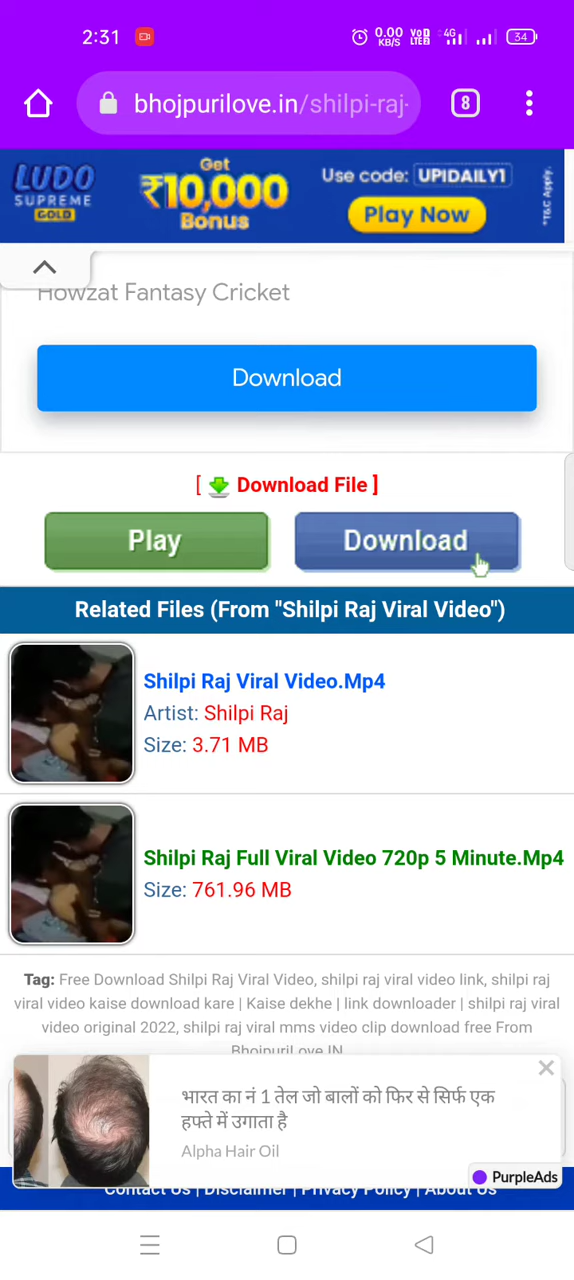 2:31
0.00 KB/S
VoD LTE2
4G
34
bhojpurilove.in/shilpi-raj-
8
LUDO
SUPREME
GOLD
Get
₹10,000
Bonus
Use code: UPIDAILY1
Play Now
*T&C Apply.
Howzat Fantasy Cricket
Download
[ Download File ]
Play
Download
Related Files (From "Shilpi Raj Viral Video")
Shilpi Raj Viral Video.Mp4
Artist: Shilpi Raj
Size: 3.71 MB
Shilpi Raj Full Viral Video 720p 5 Minute.Mp4
Size: 761.96 MB
Tag: Free Download Shilpi Raj Viral Video, shilpi raj viral video link, shilpi raj
viral video kaise download kare | Kaise dekhe | link downloader | shilpi raj viral
video original 2022, shilpi raj viral mms video clip download free From
BhojpuriLove.IN
भारत का नं 1 तेल जो बालों को फिर से सिर्फ एक
हफ्ते में उगाता है
Alpha Hair Oil
PurpleAds
Contact Us | Disclaimer | Privacy Policy | About Us